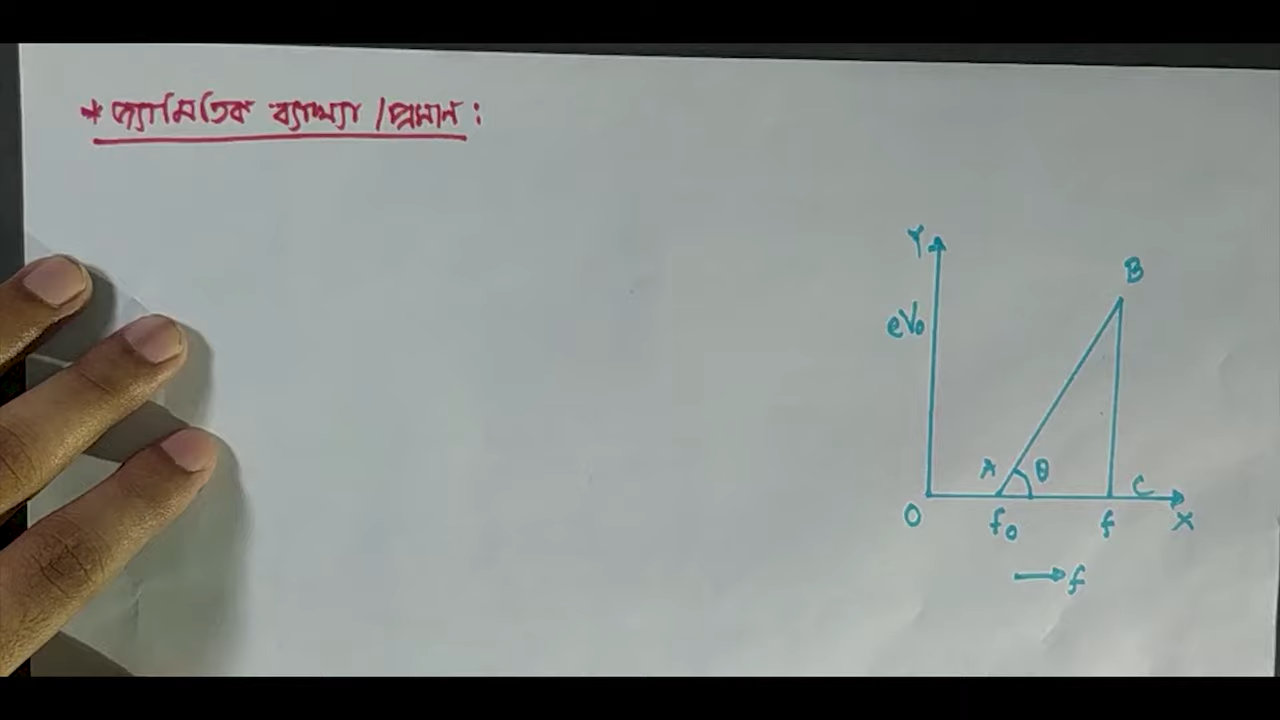 * জ্যামিতিক ব্যাখ্যা / প্রমান :
Y
B
eV₀
A θ C
O f₀ f X
→ f